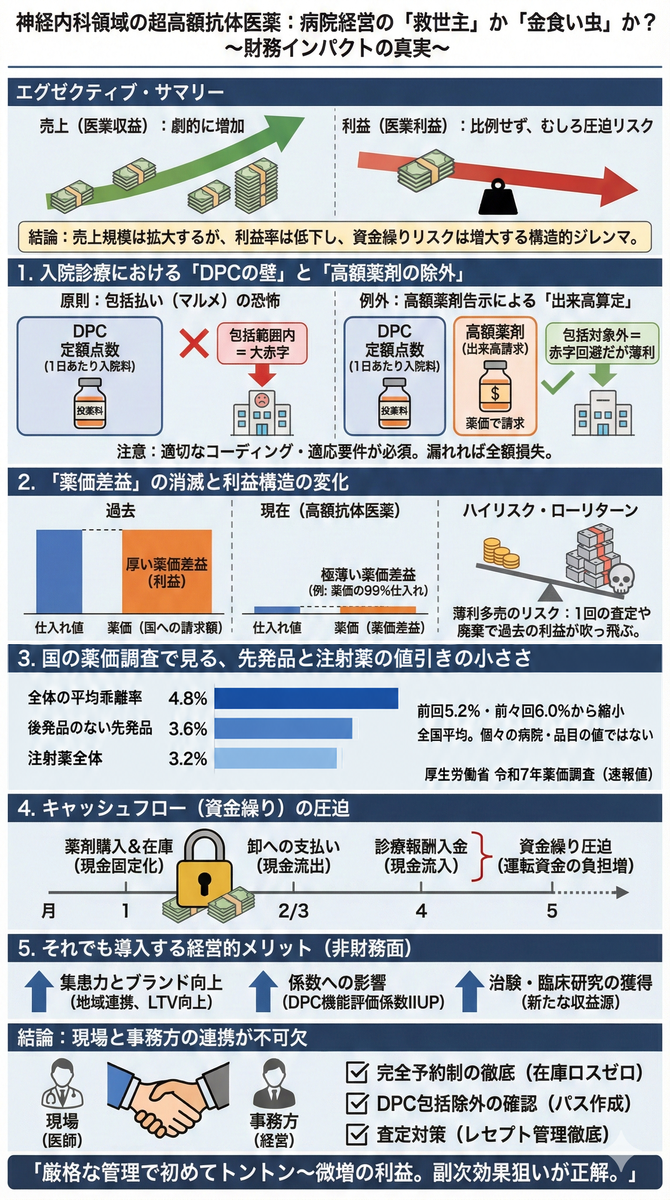 神経内科領域の超高額抗体医薬：病院経営の「救世主」か「金食い虫」か？
～財務インパクトの真実～
エグゼクティブ・サマリー
売上（医業収益）：劇的に増加
利益（医業利益）：比例せず、むしろ圧迫リスク
結論：売上規模は拡大するが、利益率は低下し、資金繰りリスクは増大する構造的ジレンマ。
1. 入院診療における「DPCの壁」と「高額薬剤の除外」
原則：包括払い（マルメ）の恐怖
DPC
定額点数
(1日あたり入院料)
投薬料
包括範囲内
＝大赤字
例外：高額薬剤告示による「出来高算定」
DPC
定額点数
(1日あたり入院料)
投薬料
高額薬剤
(出来高請求)
$
薬価で請求
包括対象外＝
赤字回避だが薄利
注意：適切なコーディング・適応要件が必須。漏れれば全額損失。
2. 「薬価差益」の消滅と利益構造の変化
過去
厚い薬価差益
（利益）
仕入れ値
薬価（国への請求額）
現在（高額抗体医薬）
極薄い薬価差益
(例: 薬価の99%仕入れ)
仕入れ値
薬価（薬価差益）
ハイリスク・ローリターン
薄利多売のリスク：1回の査定や
廃棄で過去の利益が吹っ飛ぶ。
3. 国の薬価調査で見る、先発品と注射薬の値引きの小ささ
全体の平均乖離率 4.8%
後発品のない先発品 3.6%
注射薬全体 3.2%
前回5.2%・前々回6.0%から縮小
全国平均。個々の病院・品目の値ではない
厚生労働省 令和7年薬価調査（速報値）
4. キャッシュフロー（資金繰り）の圧迫
薬剤購入＆在庫
（現金固定化）
卸への支払い
（現金流出）
診療報酬入金
（現金流入）
資金繰り圧迫
（運転資金の負担増）
月 1 2/3 4 5
5. それでも導入する経営的メリット（非財務面）
集患力とブランド向上
（地域連携、LTV向上）
係数への影響
（DPC機能評価係数IIUP）
治験・臨床研究の獲得
（新たな収益源）
結論：現場と事務方の連携が不可欠
現場
（医師）
事務方
（経営）
完全予約制の徹底（在庫ロスゼロ）
DPC包括除外の確認（パス作成）
査定対策（レセプト管理徹底）
「厳格な管理で初めてトントン～微増の利益。副次効果狙いが正解。」